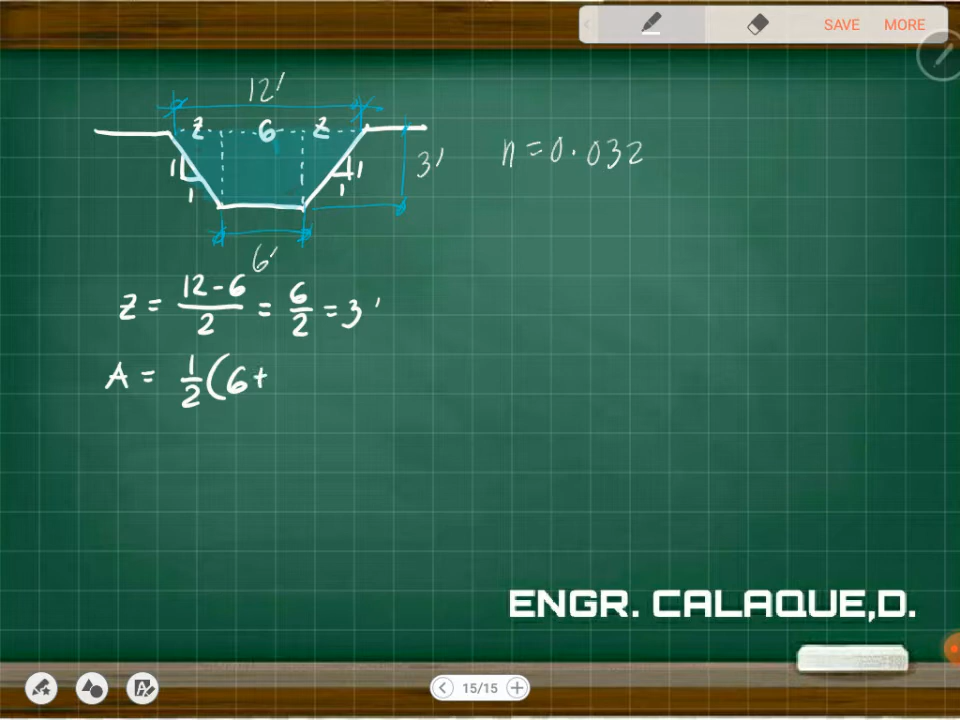 SAVE MORE
12'
z 6 z
1 1 1 1 3' n = 0.032
6'
z = 12-6/2 = 6/2 = 3'
A = 1/2 (6 +
ENGR. CALAQUE,D.
15/15